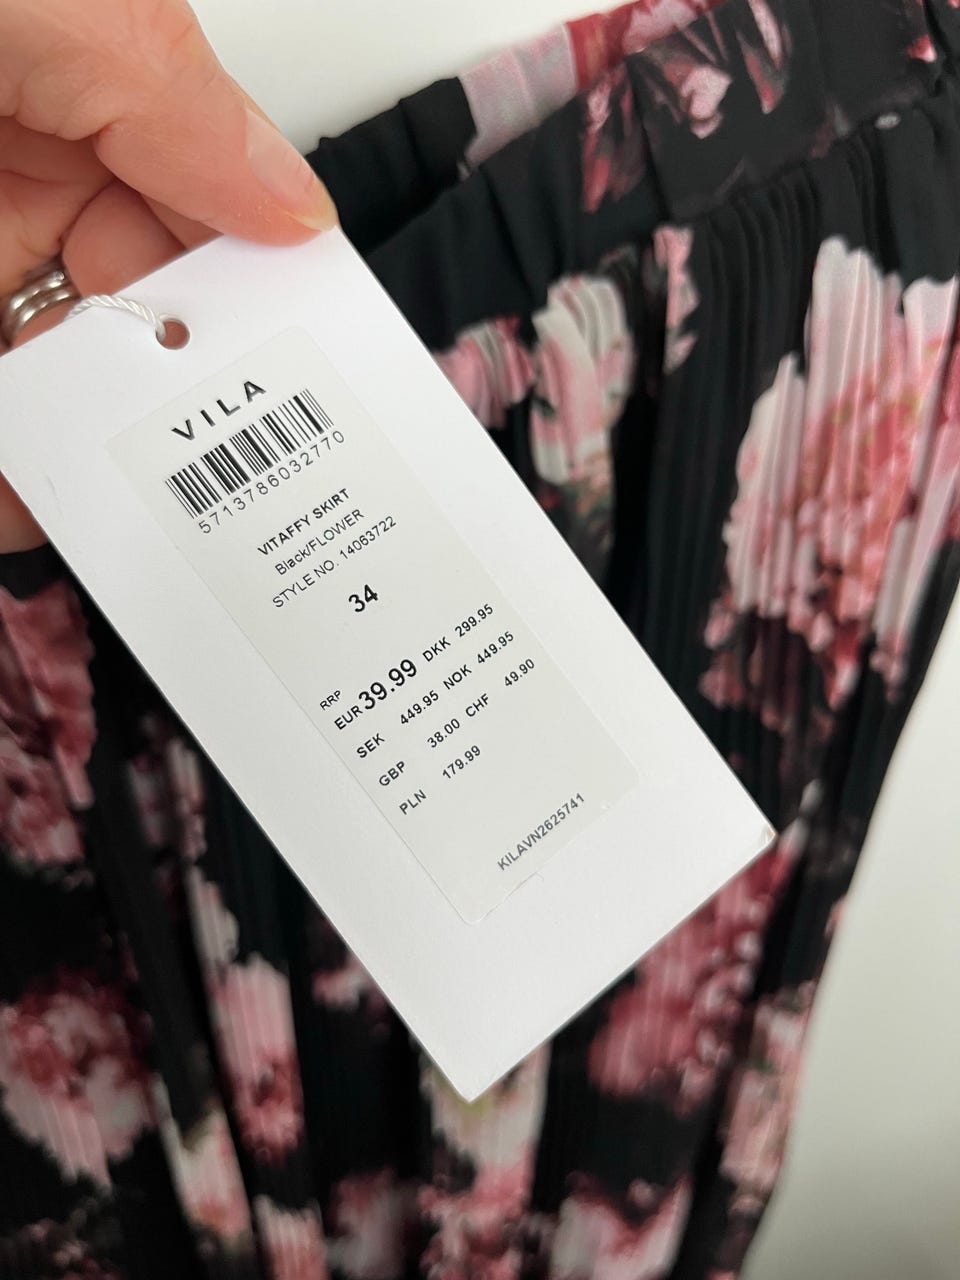 VILA
5713786032770
VITAFFY SKIRT
Black/FLOWER
STYLE NO. 14063722
34
RRP
EUR 39.99 DKK 299.95
SEK 449.95 NOK 449.95
GBP 38.00 CHF 49.90
PLN 179.99
KILAVN2625741